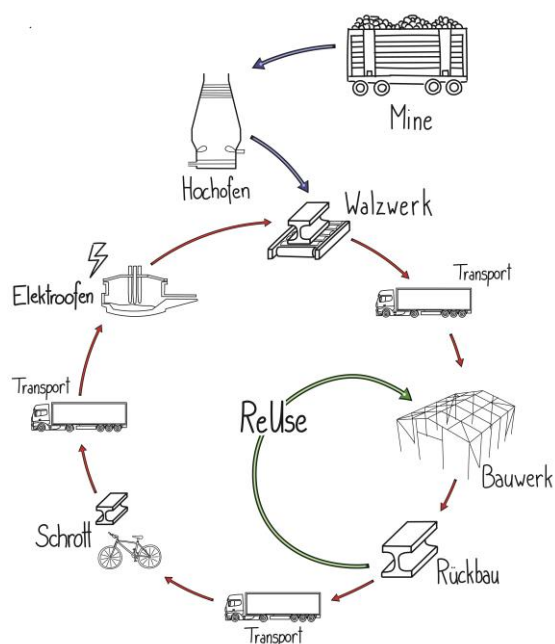 Mine
Hochofen
Walzwerk
Elektroofen
Transport
Transport
ReUse
Bauwerk
Schrott
Rückbau
Transport